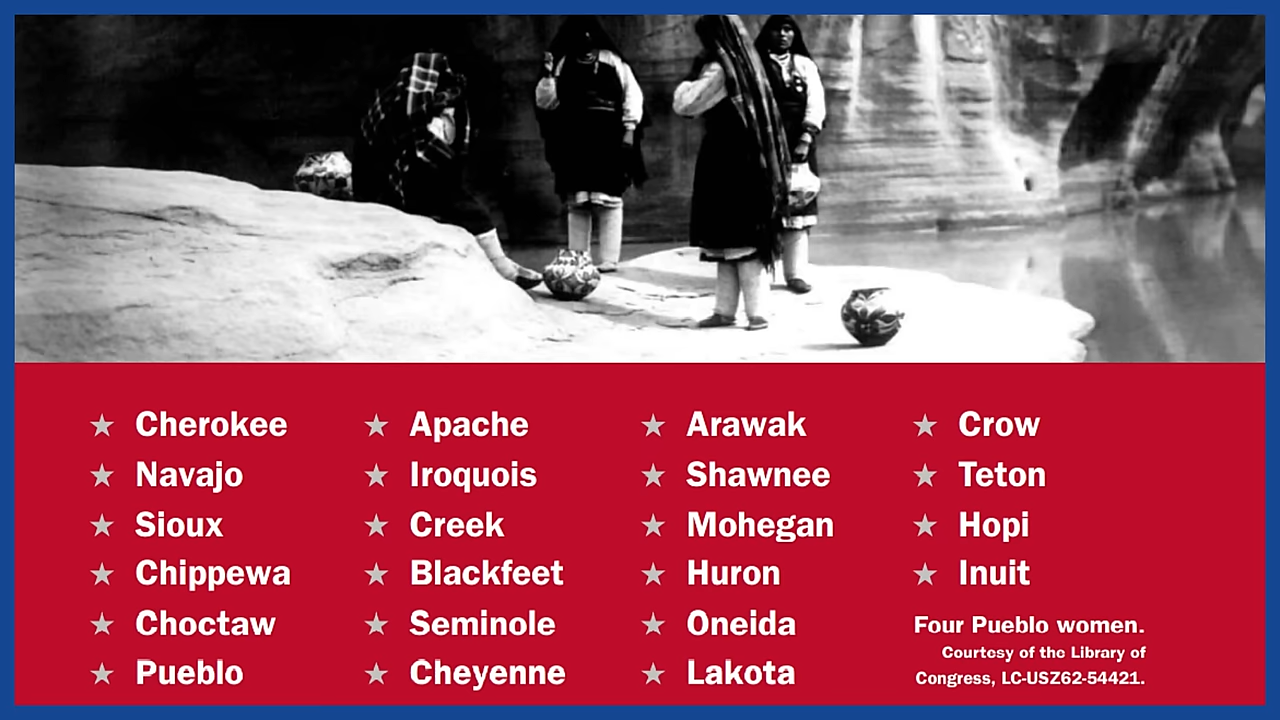 Cherokee
Navajo
Sioux
Chippewa
Choctaw
Pueblo
Apache
Iroquois
Creek
Blackfeet
Seminole
Cheyenne
Arawak
Shawnee
Mohegan
Huron
Oneida
Lakota
Crow
Teton
Hopi
Inuit
Four Pueblo women.
Courtesy of the Library of
Congress, LC-USZ62-54421.